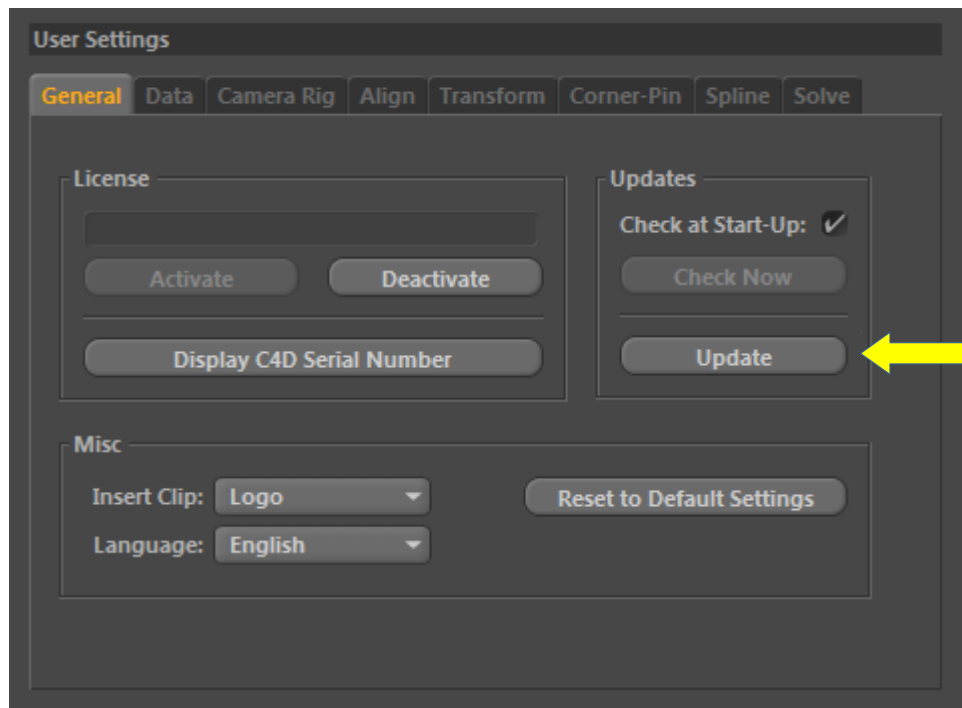 User Settings
General Data Camera Rig Align Transform Corner-Pin Spline Solve
License
Activate Deactivate
Display C4D Serial Number
Updates
Check at Start-Up:
Check Now
Update
Misc
Insert Clip: Logo
Language: English
Reset to Default Settings